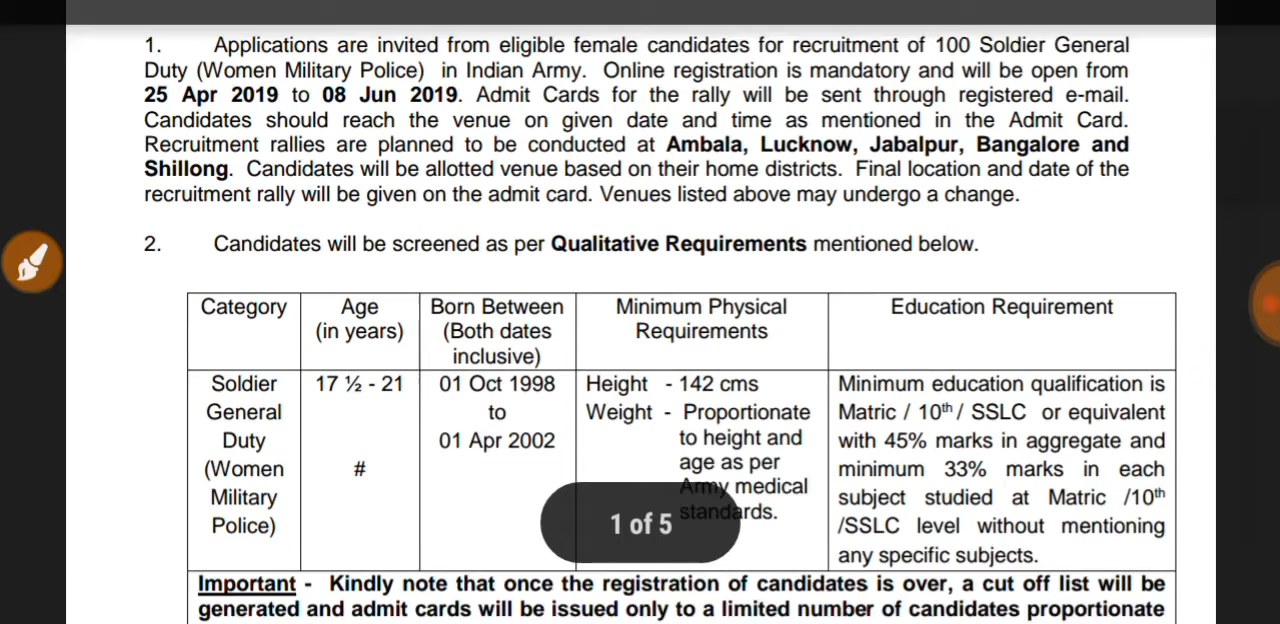 1. Applications are invited from eligible female candidates for recruitment of 100 Soldier General
Duty (Women Military Police) in Indian Army. Online registration is mandatory and will be open from
25 Apr 2019 to 08 Jun 2019. Admit Cards for the rally will be sent through registered e-mail.
Candidates should reach the venue on given date and time as mentioned in the Admit Card.
Recruitment rallies are planned to be conducted at Ambala, Lucknow, Jabalpur, Bangalore and
Shillong. Candidates will be allotted venue based on their home districts. Final location and date of the
recruitment rally will be given on the admit card. Venues listed above may undergo a change.
2. Candidates will be screened as per Qualitative Requirements mentioned below.
Category
Age
(in years)
Born Between
(Both dates
inclusive)
Minimum Physical
Requirements
Education Requirement
Soldier
General
Duty
(Women
Military
Police)
17 ½ - 21
#
01 Oct 1998
to
01 Apr 2002
Height - 142 cms
Weight - Proportionate
to height and
age as per
Army medical
standards.
Minimum education qualification is
Matric / 10th / SSLC or equivalent
with 45% marks in aggregate and
minimum 33% marks in each
subject studied at Matric /10th
/SSLC level without mentioning
any specific subjects.
1 of 5
Important - Kindly note that once the registration of candidates is over, a cut off list will be
generated and admit cards will be issued only to a limited number of candidates proportionate